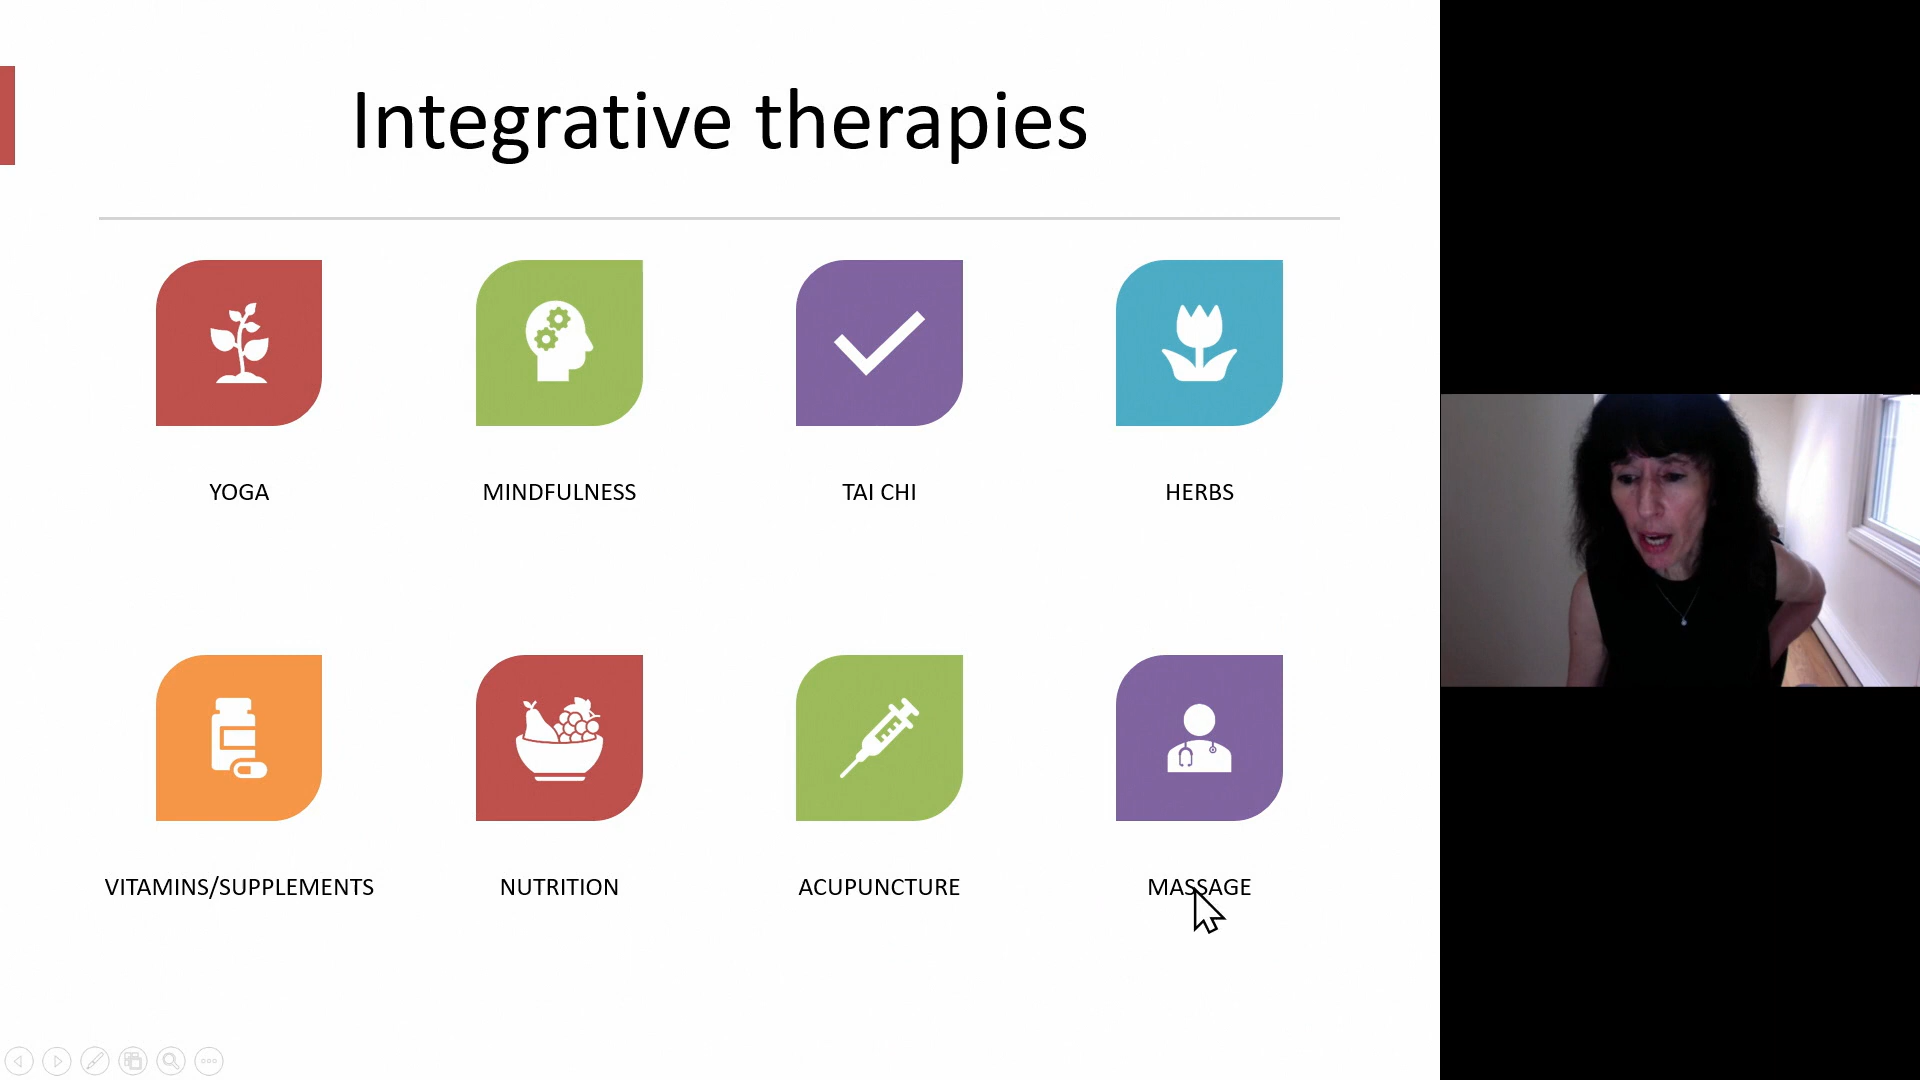 Integrative therapies
YOGA
MINDFULNESS
TAI CHI
HERBS
VITAMINS/SUPPLEMENTS
NUTRITION
ACUPUNCTURE
MASSAGE